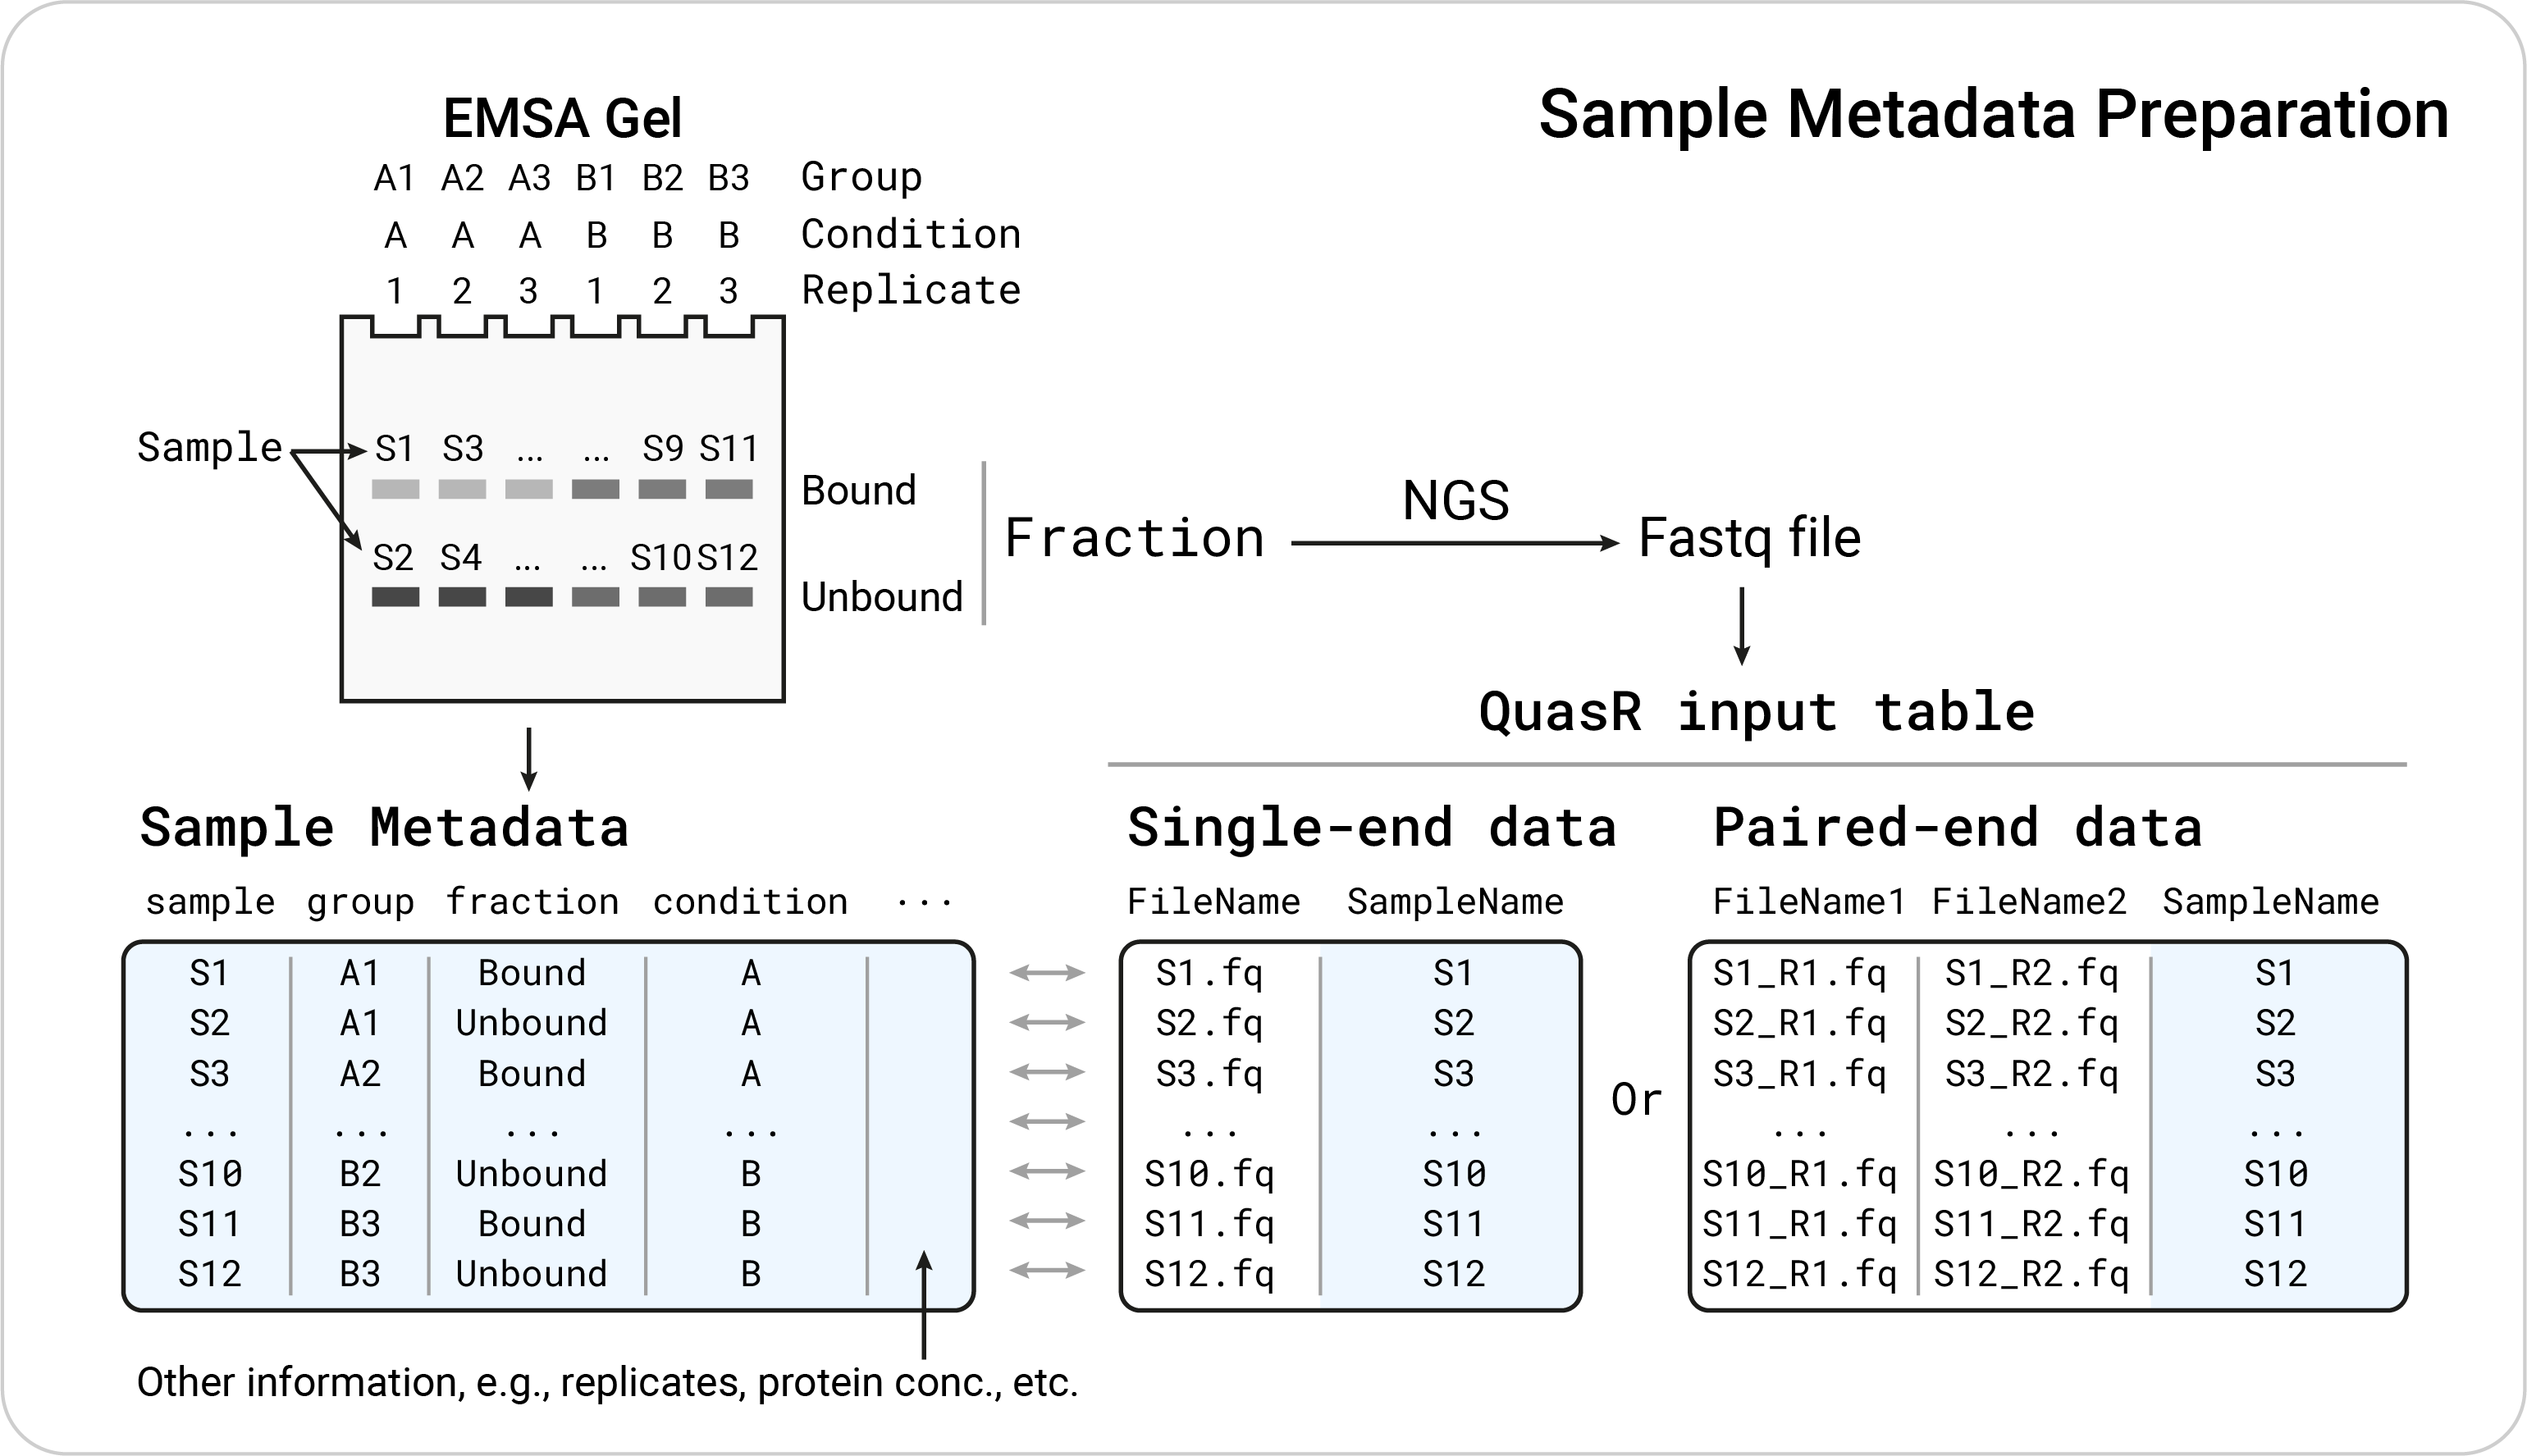 Sample Metadata Preparation
EMSA Gel
A1 A2 A3 B1 B2 B3 Group
A A A B B B Condition
1 2 3 1 2 3 Replicate
Sample S1 S3 ... ... S9 S11
Bound
S2 S4 ... ... S10 S12
Unbound
Fraction
NGS
Fastq file
QuasR input table
Sample Metadata
sample group fraction condition ...
S1 A1 Bound A
S2 A1 Unbound A
S3 A2 Bound A
... ... ... ...
S10 B2 Unbound B
S11 B3 Bound B
S12 B3 Unbound B
Other information, e.g., replicates, protein conc., etc.
Single-end data
FileName SampleName
S1.fq S1
S2.fq S2
S3.fq S3
... ...
S10.fq S10
S11.fq S11
S12.fq S12
Or
Paired-end data
FileName1 FileName2 SampleName
S1_R1.fq S1_R2.fq S1
S2_R1.fq S2_R2.fq S2
S3_R1.fq S3_R2.fq S3
... ... ...
S10_R1.fq S10_R2.fq S10
S11_R1.fq S11_R2.fq S11
S12_R1.fq S12_R2.fq S12